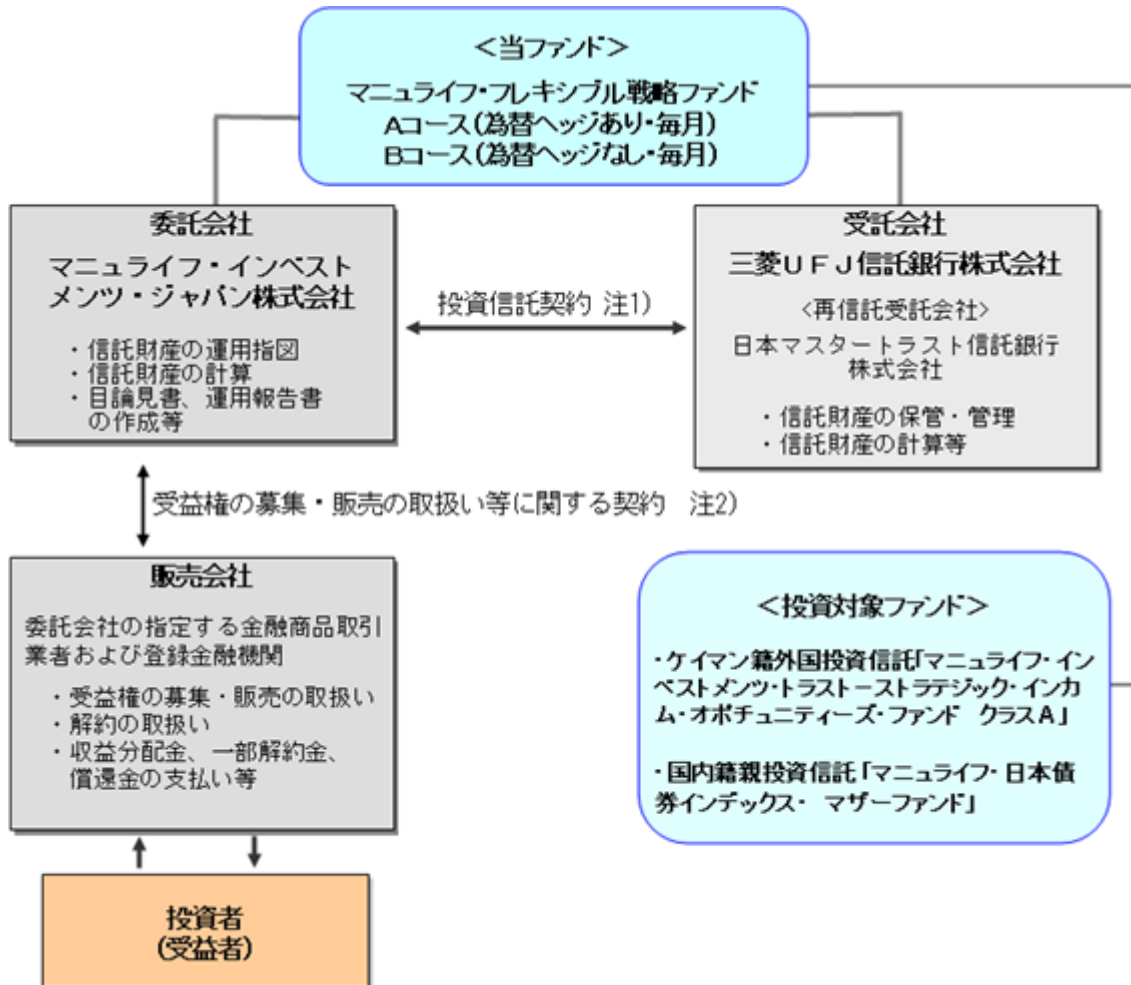 ＜当ファンド＞
マニュライフ・フレキシブル戦略ファンド
Aコース(為替ヘッジあり・毎月)
Bコース(為替ヘッジなし・毎月)
委託会社
マニュライフ・インベスト
メンツ・ジャパン株式会社
・信託財産の運用指図
・信託財産の計算
・目論見書、運用報告書
の作成等
投資信託契約 注1)
受託会社
三菱ＵＦＪ信託銀行株式会社
<再信託受託会社>
日本マスタートラスト信託銀行
株式会社
・信託財産の保管・管理
・信託財産の計算等
受益権の募集・販売の取扱い等に関する契約　注2)
販売会社
委託会社の指定する金融商品取引
業者および登録金融機関
・受益権の募集・販売の取扱い
・解約の取扱い
・収益分配金、一部解約金、
償還金の支払い等
＜投資対象ファンド＞
・ケイマン籍外国投資信託「マニュライフ・イン
ベストメンツ・トラストーストラテジック・インカ
ム・オポチュニティーズ・ファンド　クラスＡ」
・国内籍親投資信託「マニュライフ・日本債
券インデックス・　マザーファンド」
投資者
(受益者)